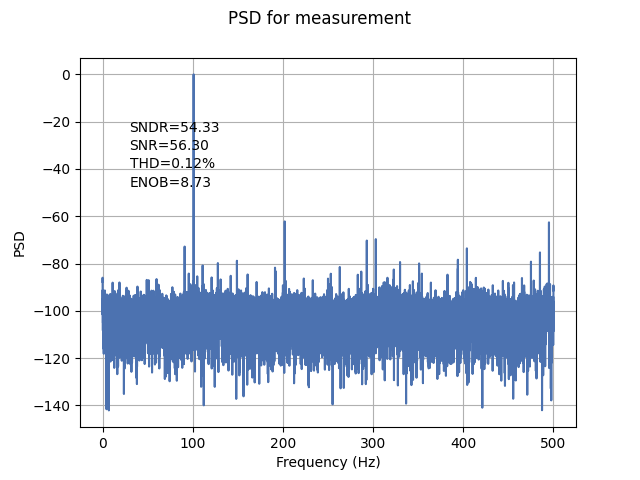 PSD for measurement
0
−20
−40
−60
−80
−100
−120
−140
PSD
SNDR=54.33
SNR=56.30
THD=0.12%
ENOB=8.73
0 100 200 300 400 500
Frequency (Hz)